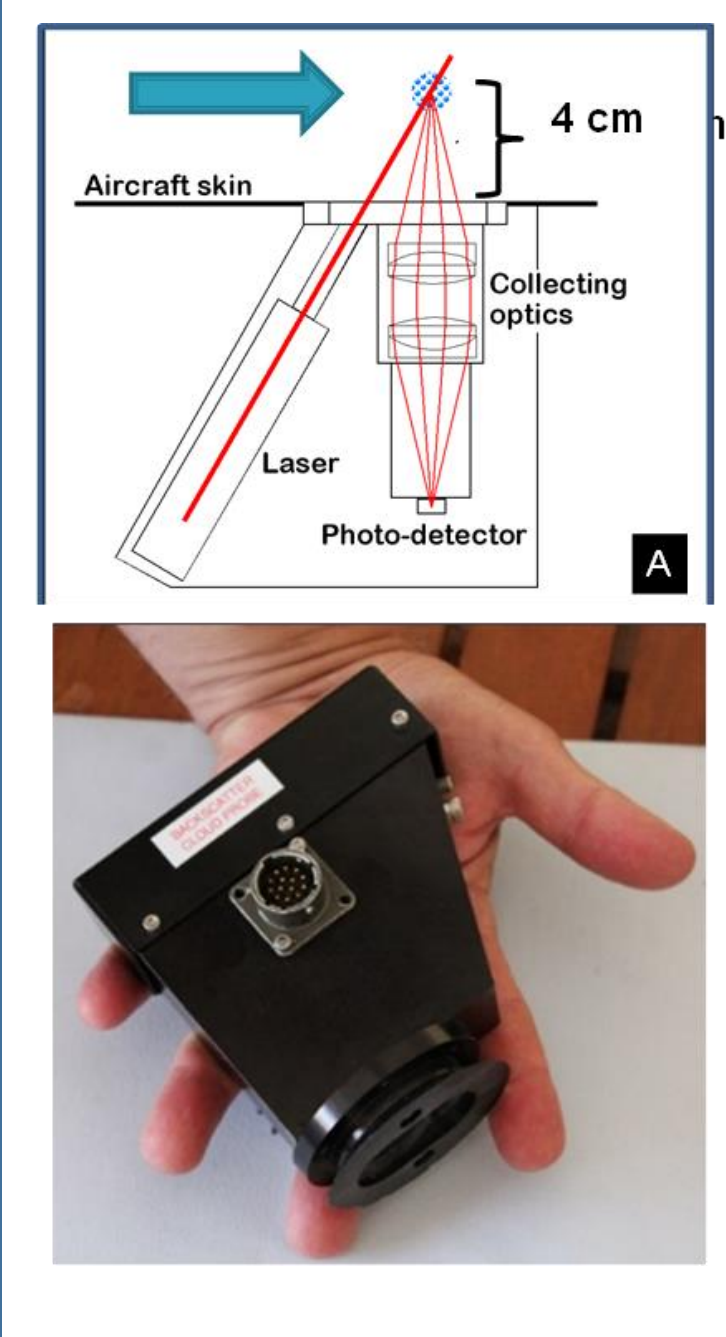 4 cm
Aircraft skin
Collecting
optics
Laser
Photo-detector
A
BACKSCATTER
CLOUD PROBE